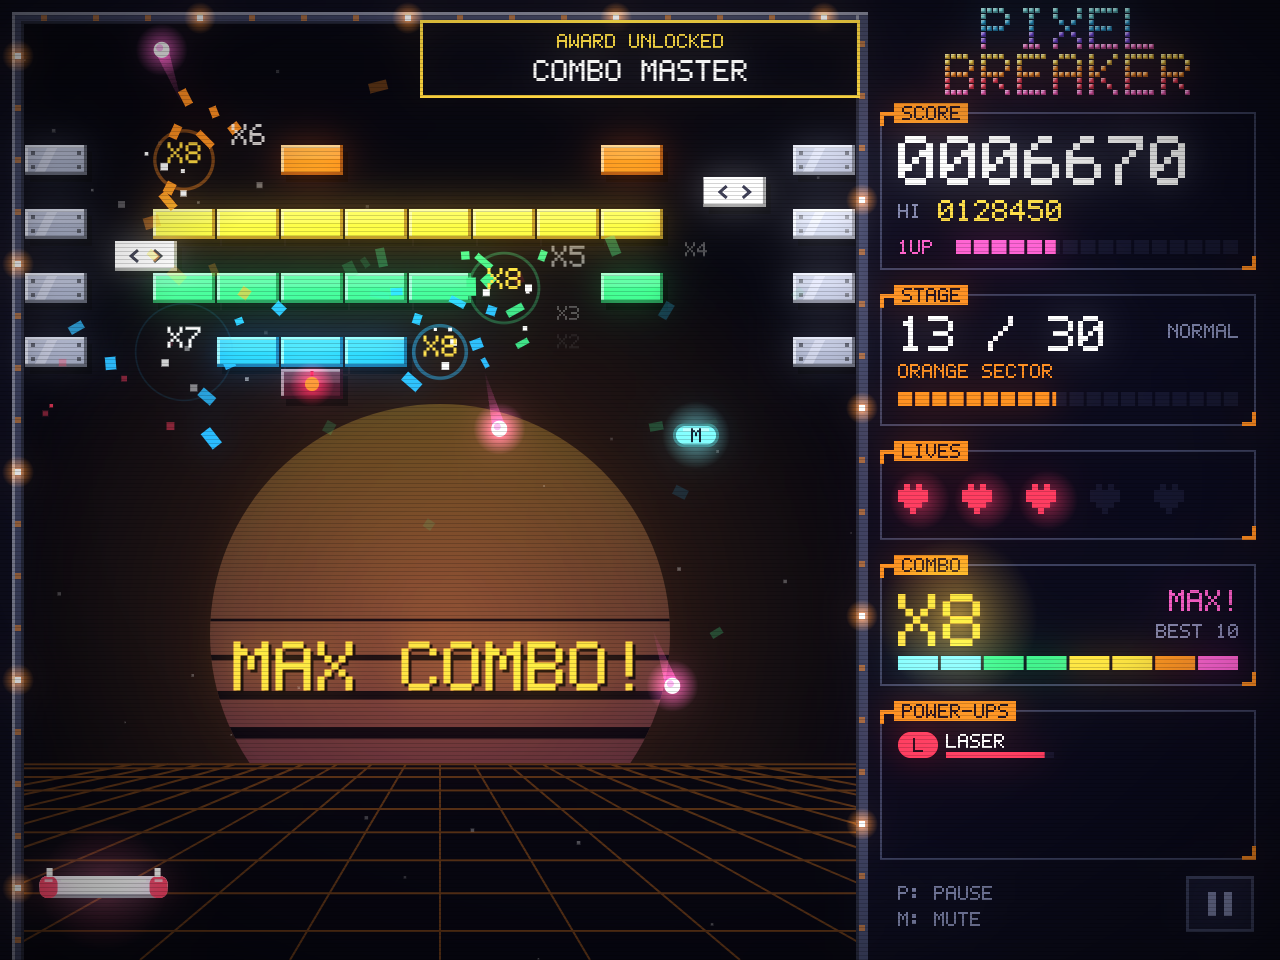 AWARD UNLOCKED
COMBO MASTER
X8
X6
< >
X4
< >
X5
X8
X3
X2
X7
X8
M
MAX COMBO!
PIXEL
BREAKER
SCORE
0006670
HI 0128450
1UP
STAGE
13 / 30 NORMAL
ORANGE SECTOR
LIVES
COMBO
X8 MAX!
BEST 10
POWER-UPS
L LASER
P: PAUSE
M: MUTE